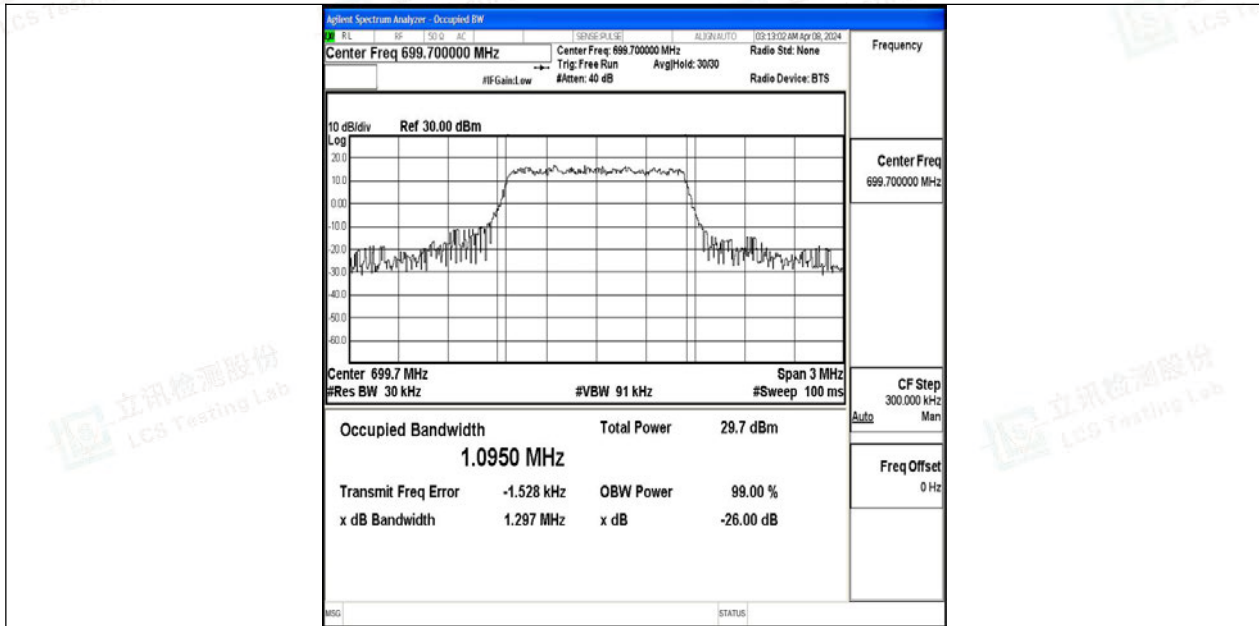 Agilent Spectrum Analyzer - Occupied BW
RL RF 50 Ω AC SENSE:PULSE ALIGN AUTO 03:13:02 AM Apr 08, 2024
Center Freq 699.700000 MHz
Center Freq: 699.700000 MHz
Radio Std: None
Trig: Free Run Avg|Hold: 30/30
#IFGain:Low
#Atten: 40 dB
Radio Device: BTS
Frequency
10 dB/div Ref 30.00 dBm
Log
20.0
10.0
0.00
-10.0
-20.0
-30.0
-40.0
-50.0
-60.0
Center 699.7 MHz
Span 3 MHz
#Res BW 30 kHz
#VBW 91 kHz
#Sweep 100 ms
Center Freq
699.700000 MHz
CF Step
300.000 kHz
Auto Man
Freq Offset
0 Hz
Occupied Bandwidth
1.0950 MHz
Total Power 29.7 dBm
Transmit Freq Error -1.528 kHz
OBW Power 99.00 %
x dB Bandwidth 1.297 MHz
x dB -26.00 dB
MSG
STATUS
立讯检测股份
LCS Testing Lab
立讯检测股份
LCS Testing Lab